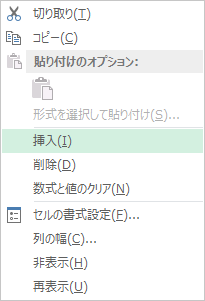 切り取り(T)
コピー(C)
貼り付けのオプション:
形式を選択して貼り付け(S)...
挿入(I)
削除(D)
数式と値のクリア(N)
セルの書式設定(F)...
列の幅(C)...
非表示(H)
再表示(U)